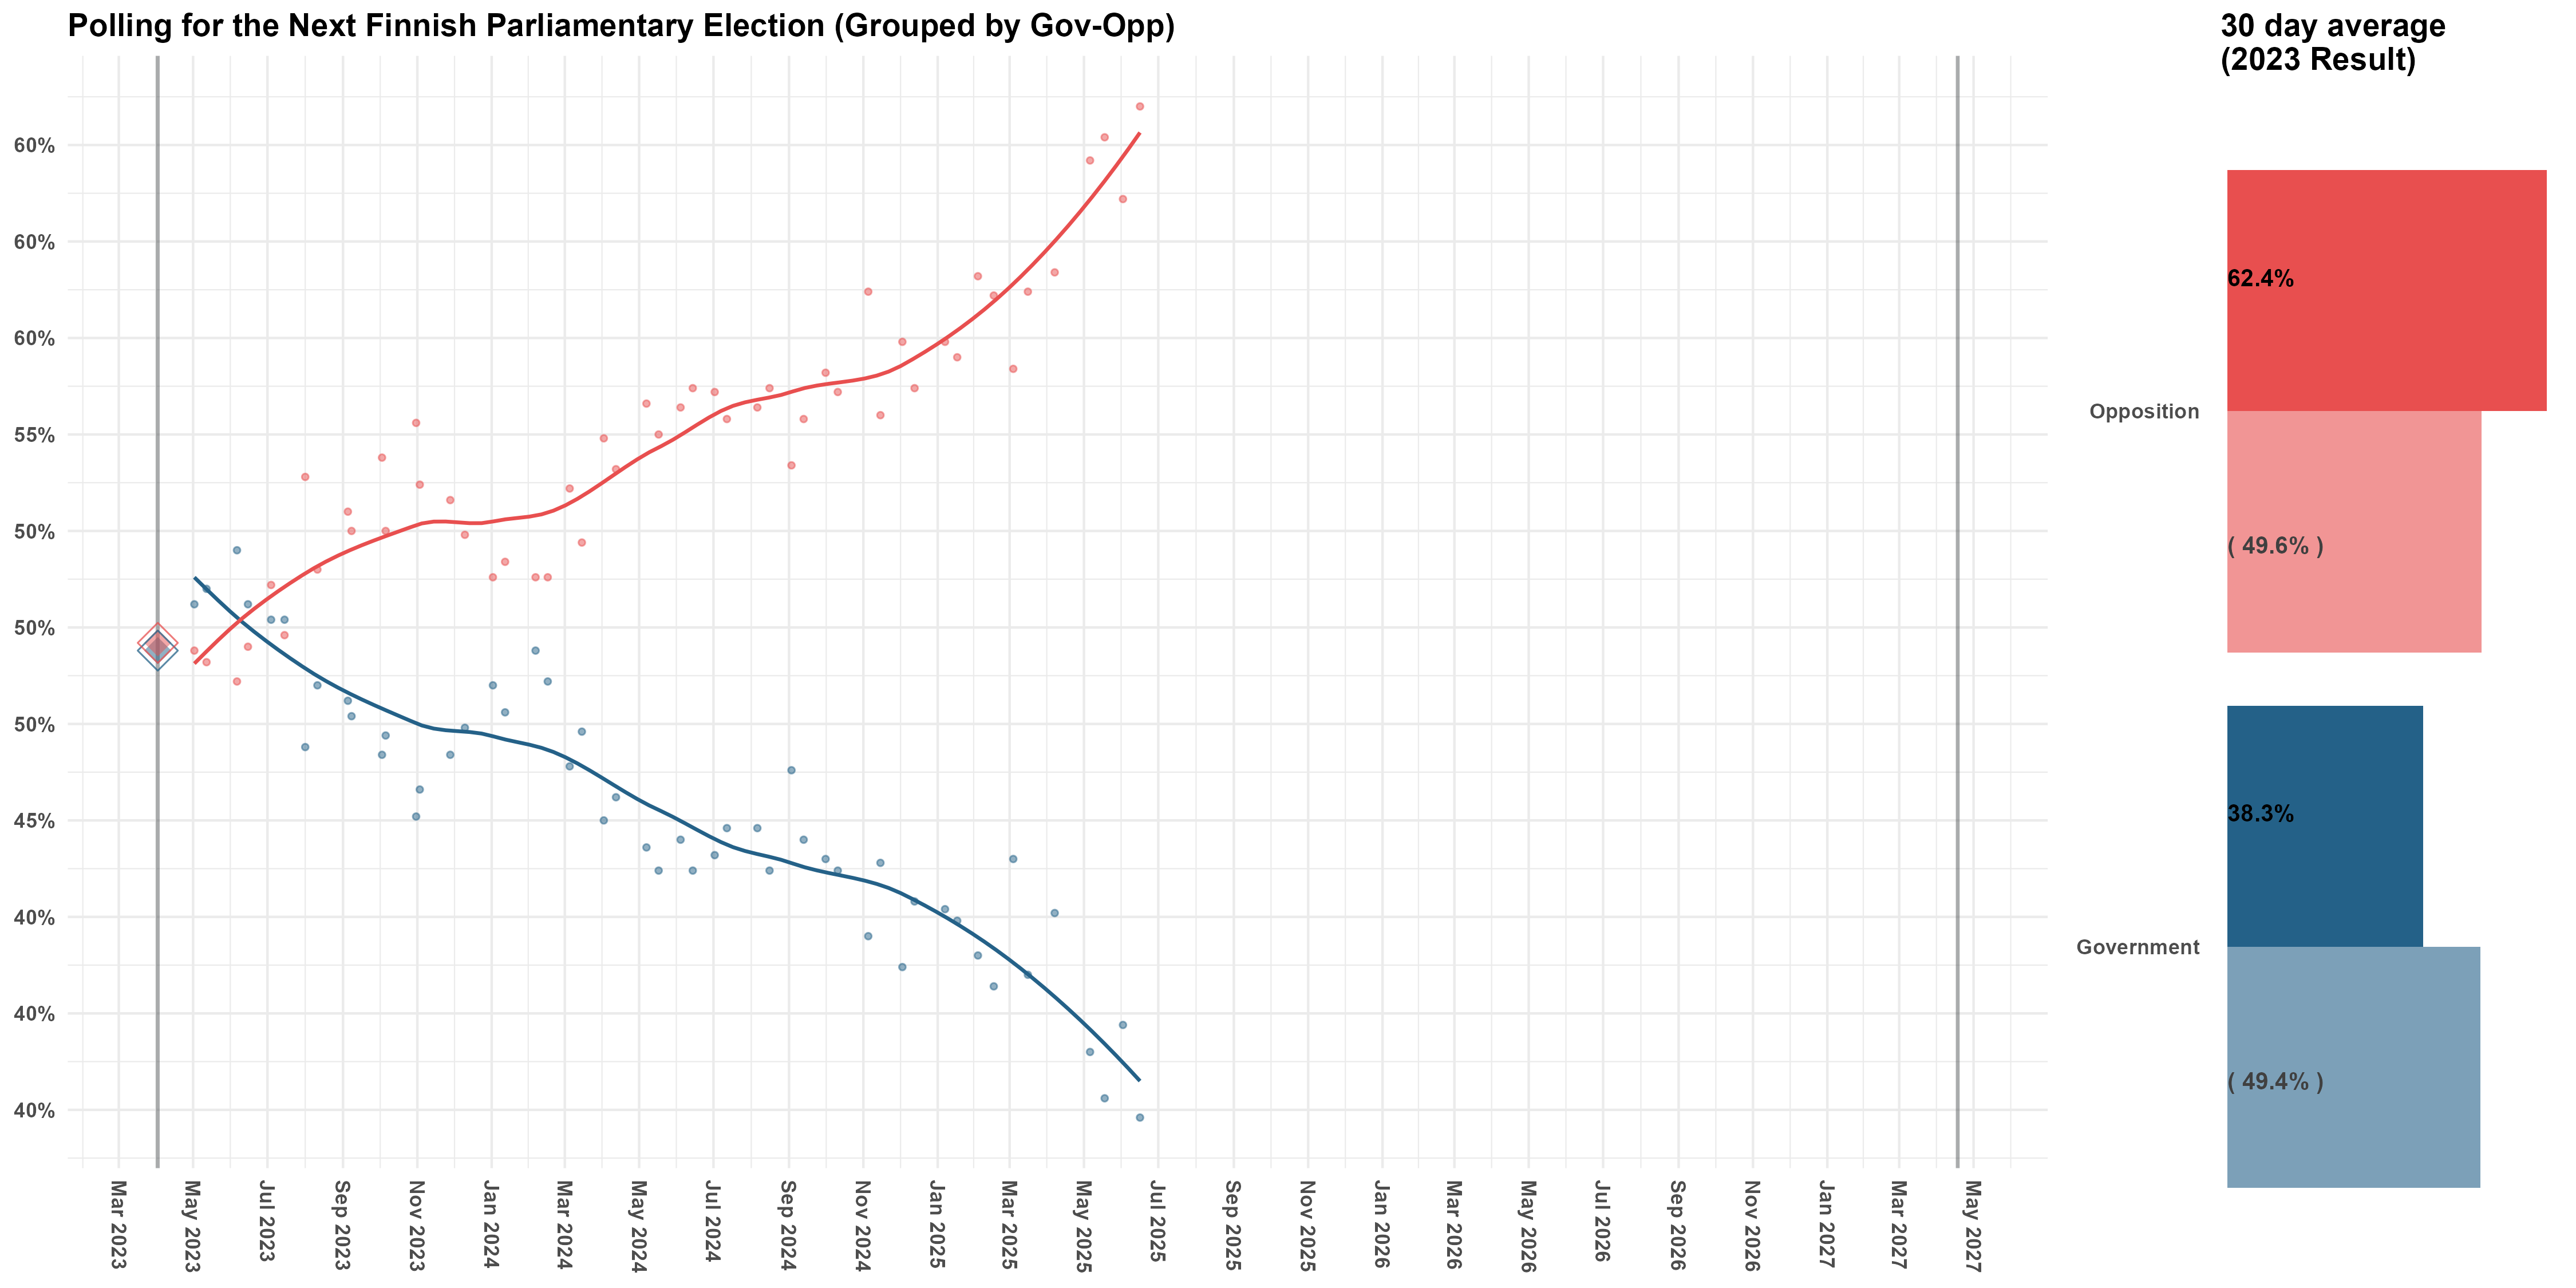 Polling for the Next Finnish Parliamentary Election (Grouped by Gov-Opp)
60%
60%
60%
55%
50%
50%
50%
45%
40%
40%
40%
Mar 2023
May 2023
Jul 2023
Sep 2023
Nov 2023
Jan 2024
Mar 2024
May 2024
Jul 2024
Sep 2024
Nov 2024
Jan 2025
Mar 2025
May 2025
Jul 2025
Sep 2025
Nov 2025
Jan 2026
Mar 2026
May 2026
Jul 2026
Sep 2026
Nov 2026
Jan 2027
Mar 2027
May 2027
30 day average
(2023 Result)
Opposition
62.4%
( 49.6% )
Government
38.3%
( 49.4% )